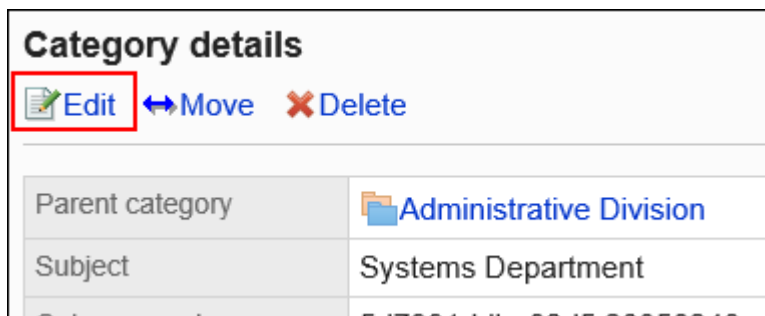 Category details
Edit Move Delete
Parent category Administrative Division
Subject Systems Department